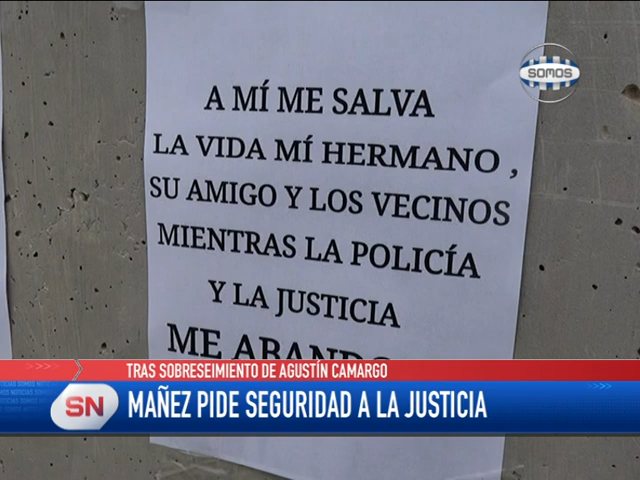 SOMOS
A MÍ ME SALVA
LA VIDA MÍ HERMANO ,
SU AMIGO Y LOS VECINOS
MIENTRAS LA POLICÍA
Y LA JUSTICIA
ME
TRAS SOBRESEIMIENTO DE AGUSTÍN CAMARGO
SN
MAÑEZ PIDE SEGURIDAD A LA JUSTICIA